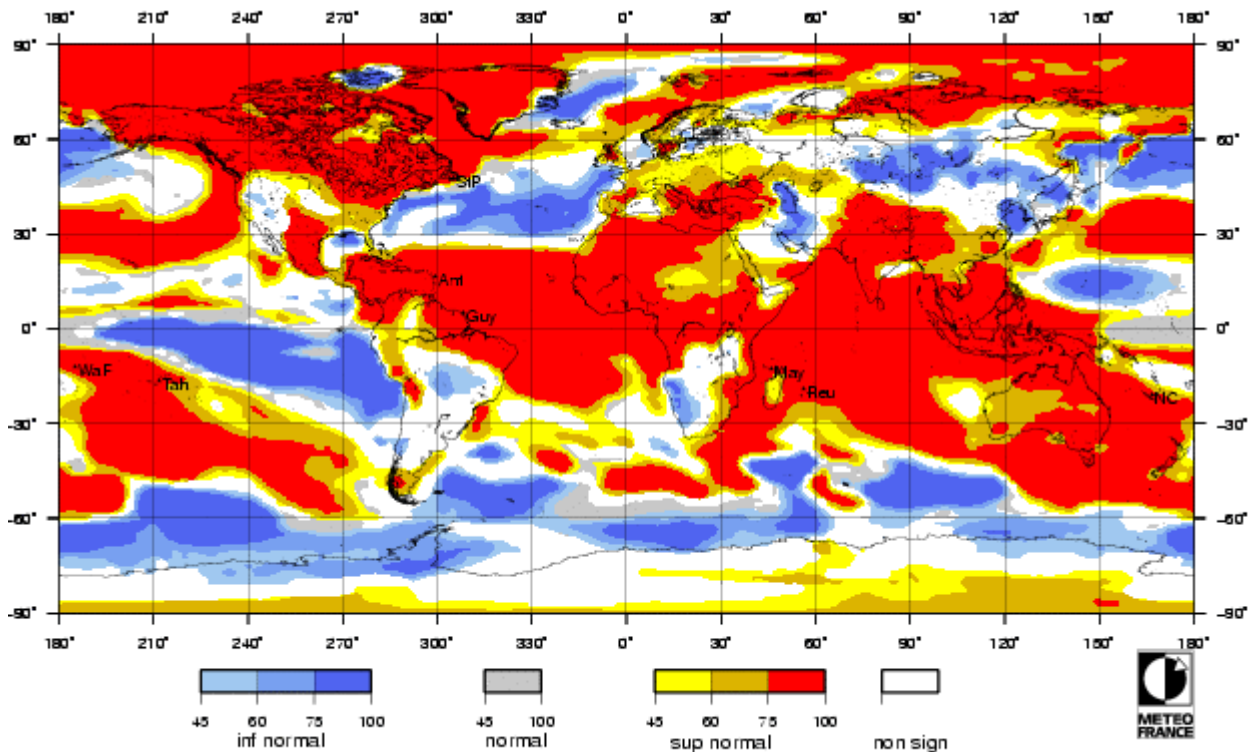 180° 210° 240° 270° 300° 330° 0° 30° 60° 90° 120° 150° 180°
90° 90°
60° 60°
SIP
30° 30°
Ant
Guy
0° 0°
WaF Tah May Reu NC
-30° -30°
-60° -60°
-90° -90°
180° 210° 240° 270° 300° 330° 0° 30° 60° 90° 120° 150° 180°
45 60 75 100 45 100 45 60 75 100
inf normal normal sup normal non sign
METEO
FRANCE